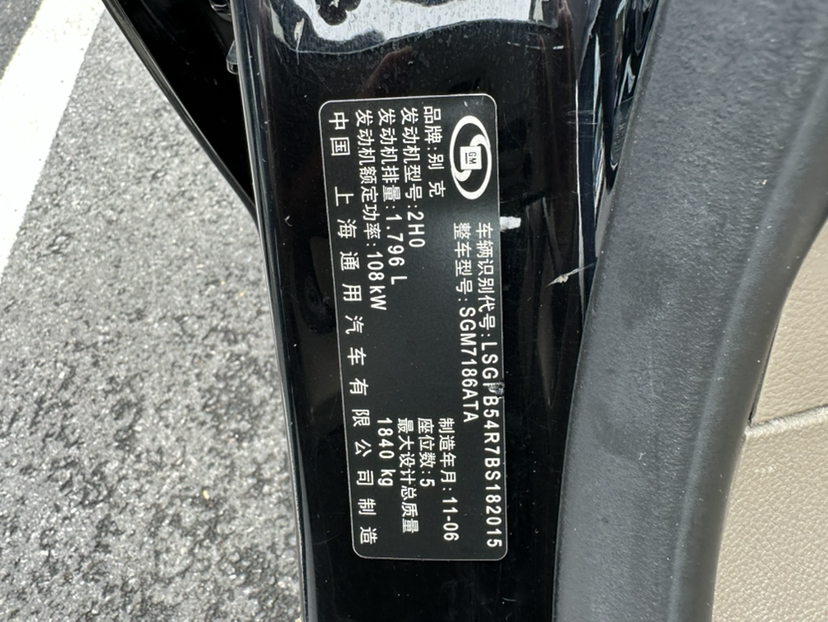 GM
车辆识别代号:LSGPB54R7BS182015
品牌:别 克
整车型号:SGM7186ATA
发动机型号:2H0
制造年月:11-06
发动机排量:1.796 L
座位数:5
发动机额定功率:108kW
最大设计总质量
1840 kg
中国 上海通用汽车有限公司制造